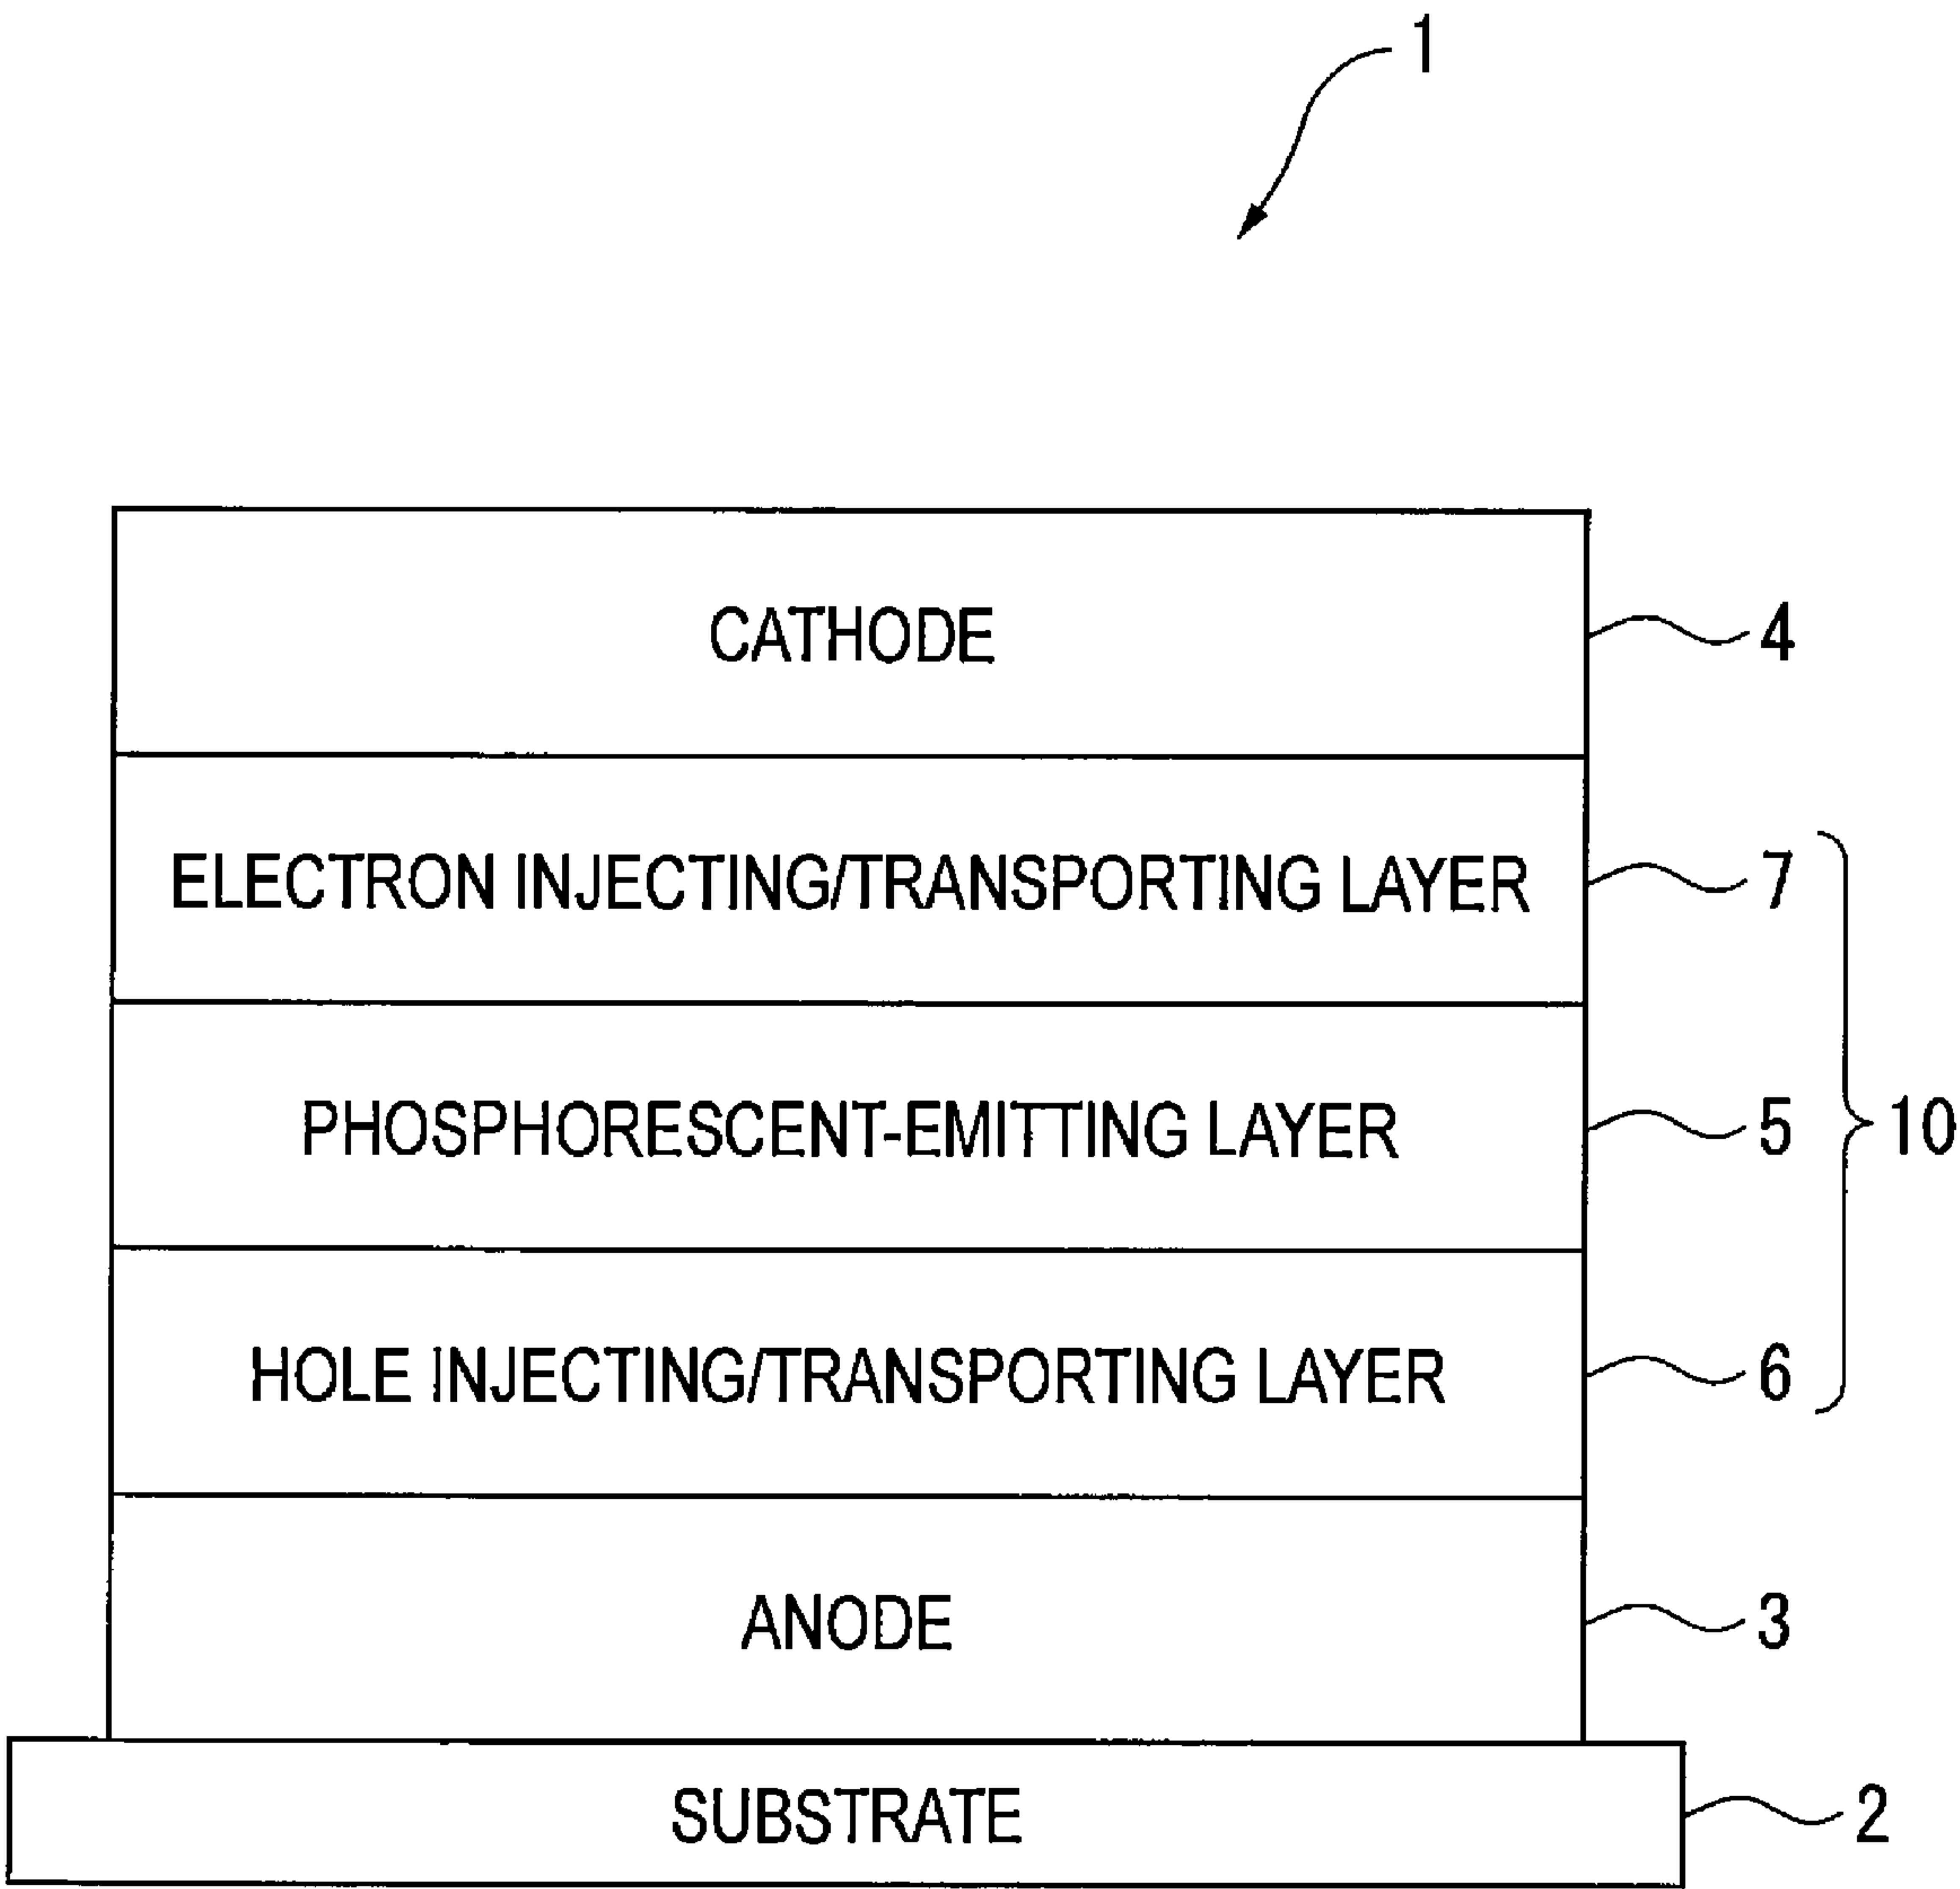 1
CATHODE 4
ELECTRON INJECTING/TRANSPORTING LAYER 7
PHOSPHORESCENT-EMITTING LAYER 5 10
HOLE INJECTING/TRANSPORTING LAYER 6
ANODE 3
SUBSTRATE 2